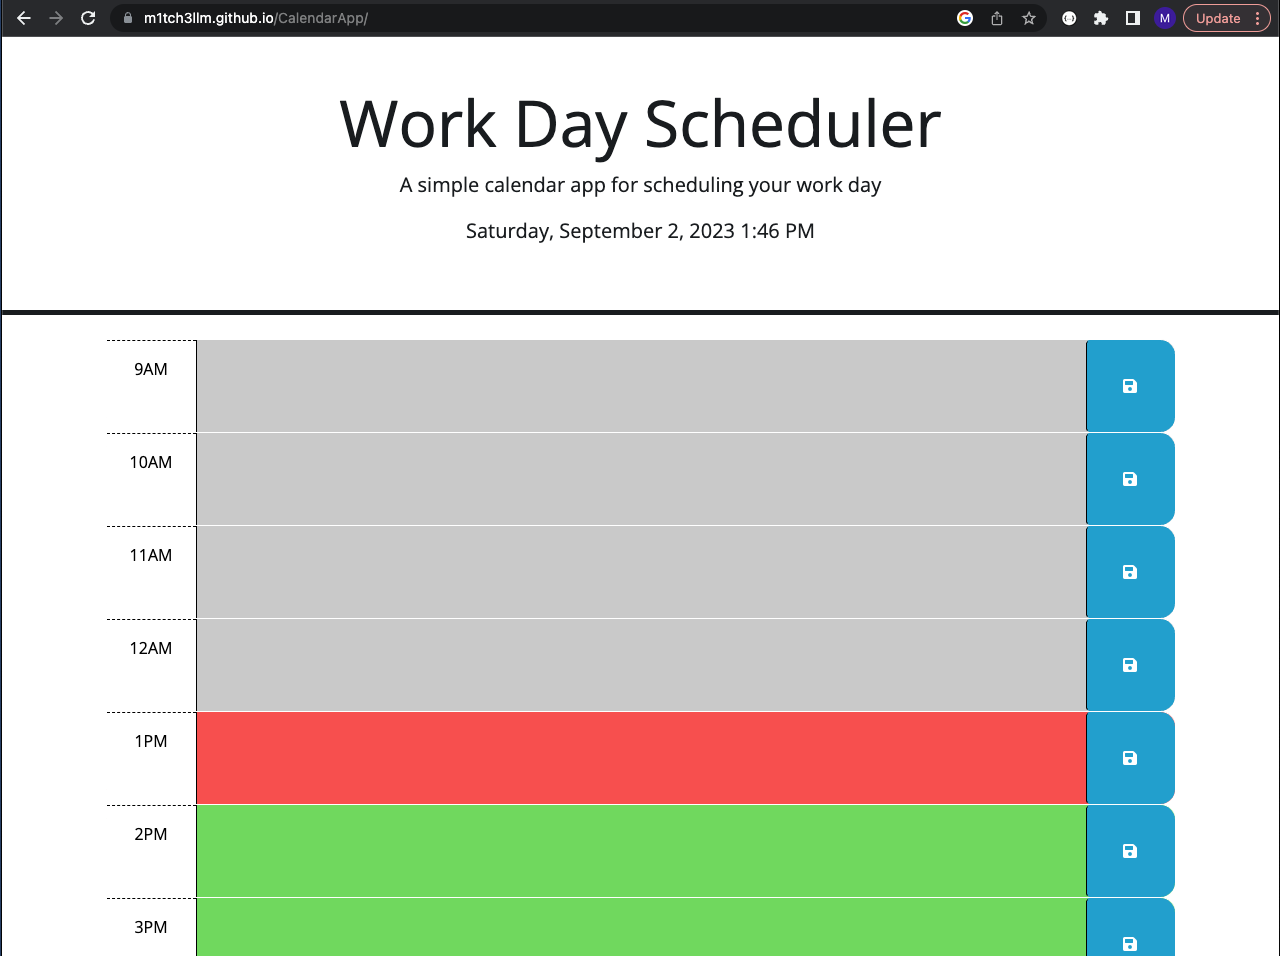 m1tch3llm.github.io/CalendarApp/
M
Update
Work Day Scheduler
A simple calendar app for scheduling your work day
Saturday, September 2, 2023 1:46 PM
9AM
10AM
11AM
12AM
1PM
2PM
3PM